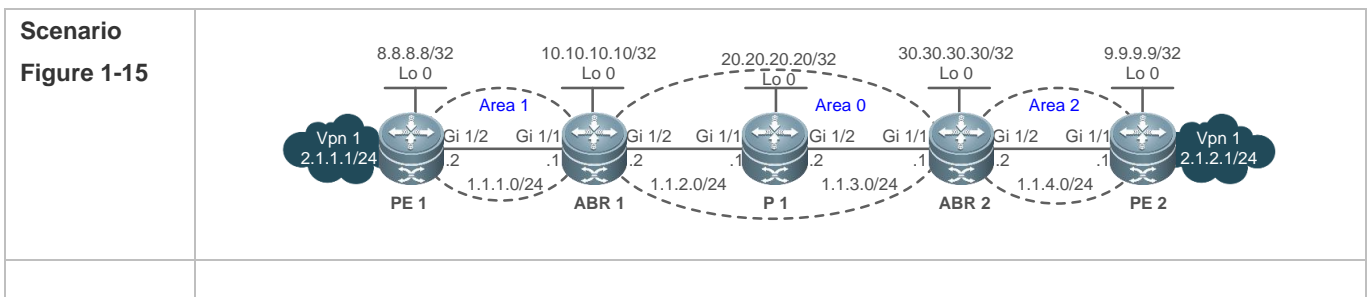 Scenario
Figure 1-15
8.8.8.8/32 10.10.10.10/32 20.20.20.20/32 30.30.30.30/32 9.9.9.9/32
Lo 0 Lo 0 Lo 0 Lo 0 Lo 0
Area 1 Area 0 Area 2
Vpn 1 Gi 1/2 Gi 1/1 Gi 1/2 Gi 1/1 Gi 1/2 Gi 1/1 Gi 1/2 Gi 1/1 Vpn 1
2.1.1.1/24 .2 .1 .2 .1 .2 .1 .2 .1 2.1.2.1/24
1.1.1.0/24 1.1.2.0/24 1.1.3.0/24 1.1.4.0/24
PE 1 ABR 1 P 1 ABR 2 PE 2